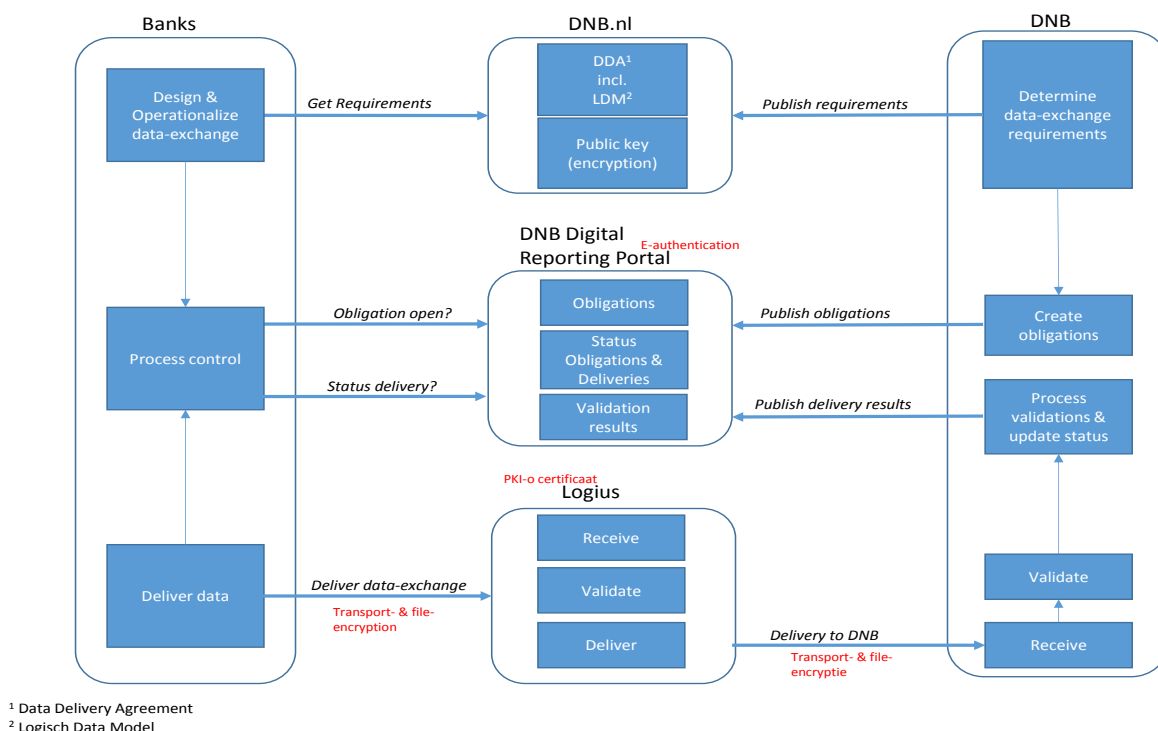 Banks
DNB.nl
DNB
Design &
Operationalize
data-exchange
Get Requirements
DDA¹
incl.
LDM²
Public key
(encryption)
Publish requirements
Determine
data-exchange
requirements
DNB Digital
Reporting Portal
E-authentication
Process control
Obligation open?
Status delivery?
Obligations
Status
Obligations &
Deliveries
Validation
results
Publish obligations
Publish delivery results
Create
obligations
Process
validations &
update status
PKI-o certificaat
Logius
Deliver data
Deliver data-exchange
Transport- & file-
encryption
Receive
Validate
Deliver
Delivery to DNB
Transport- & file-
encryptie
Validate
Receive
¹ Data Delivery Agreement
² Logisch Data Model